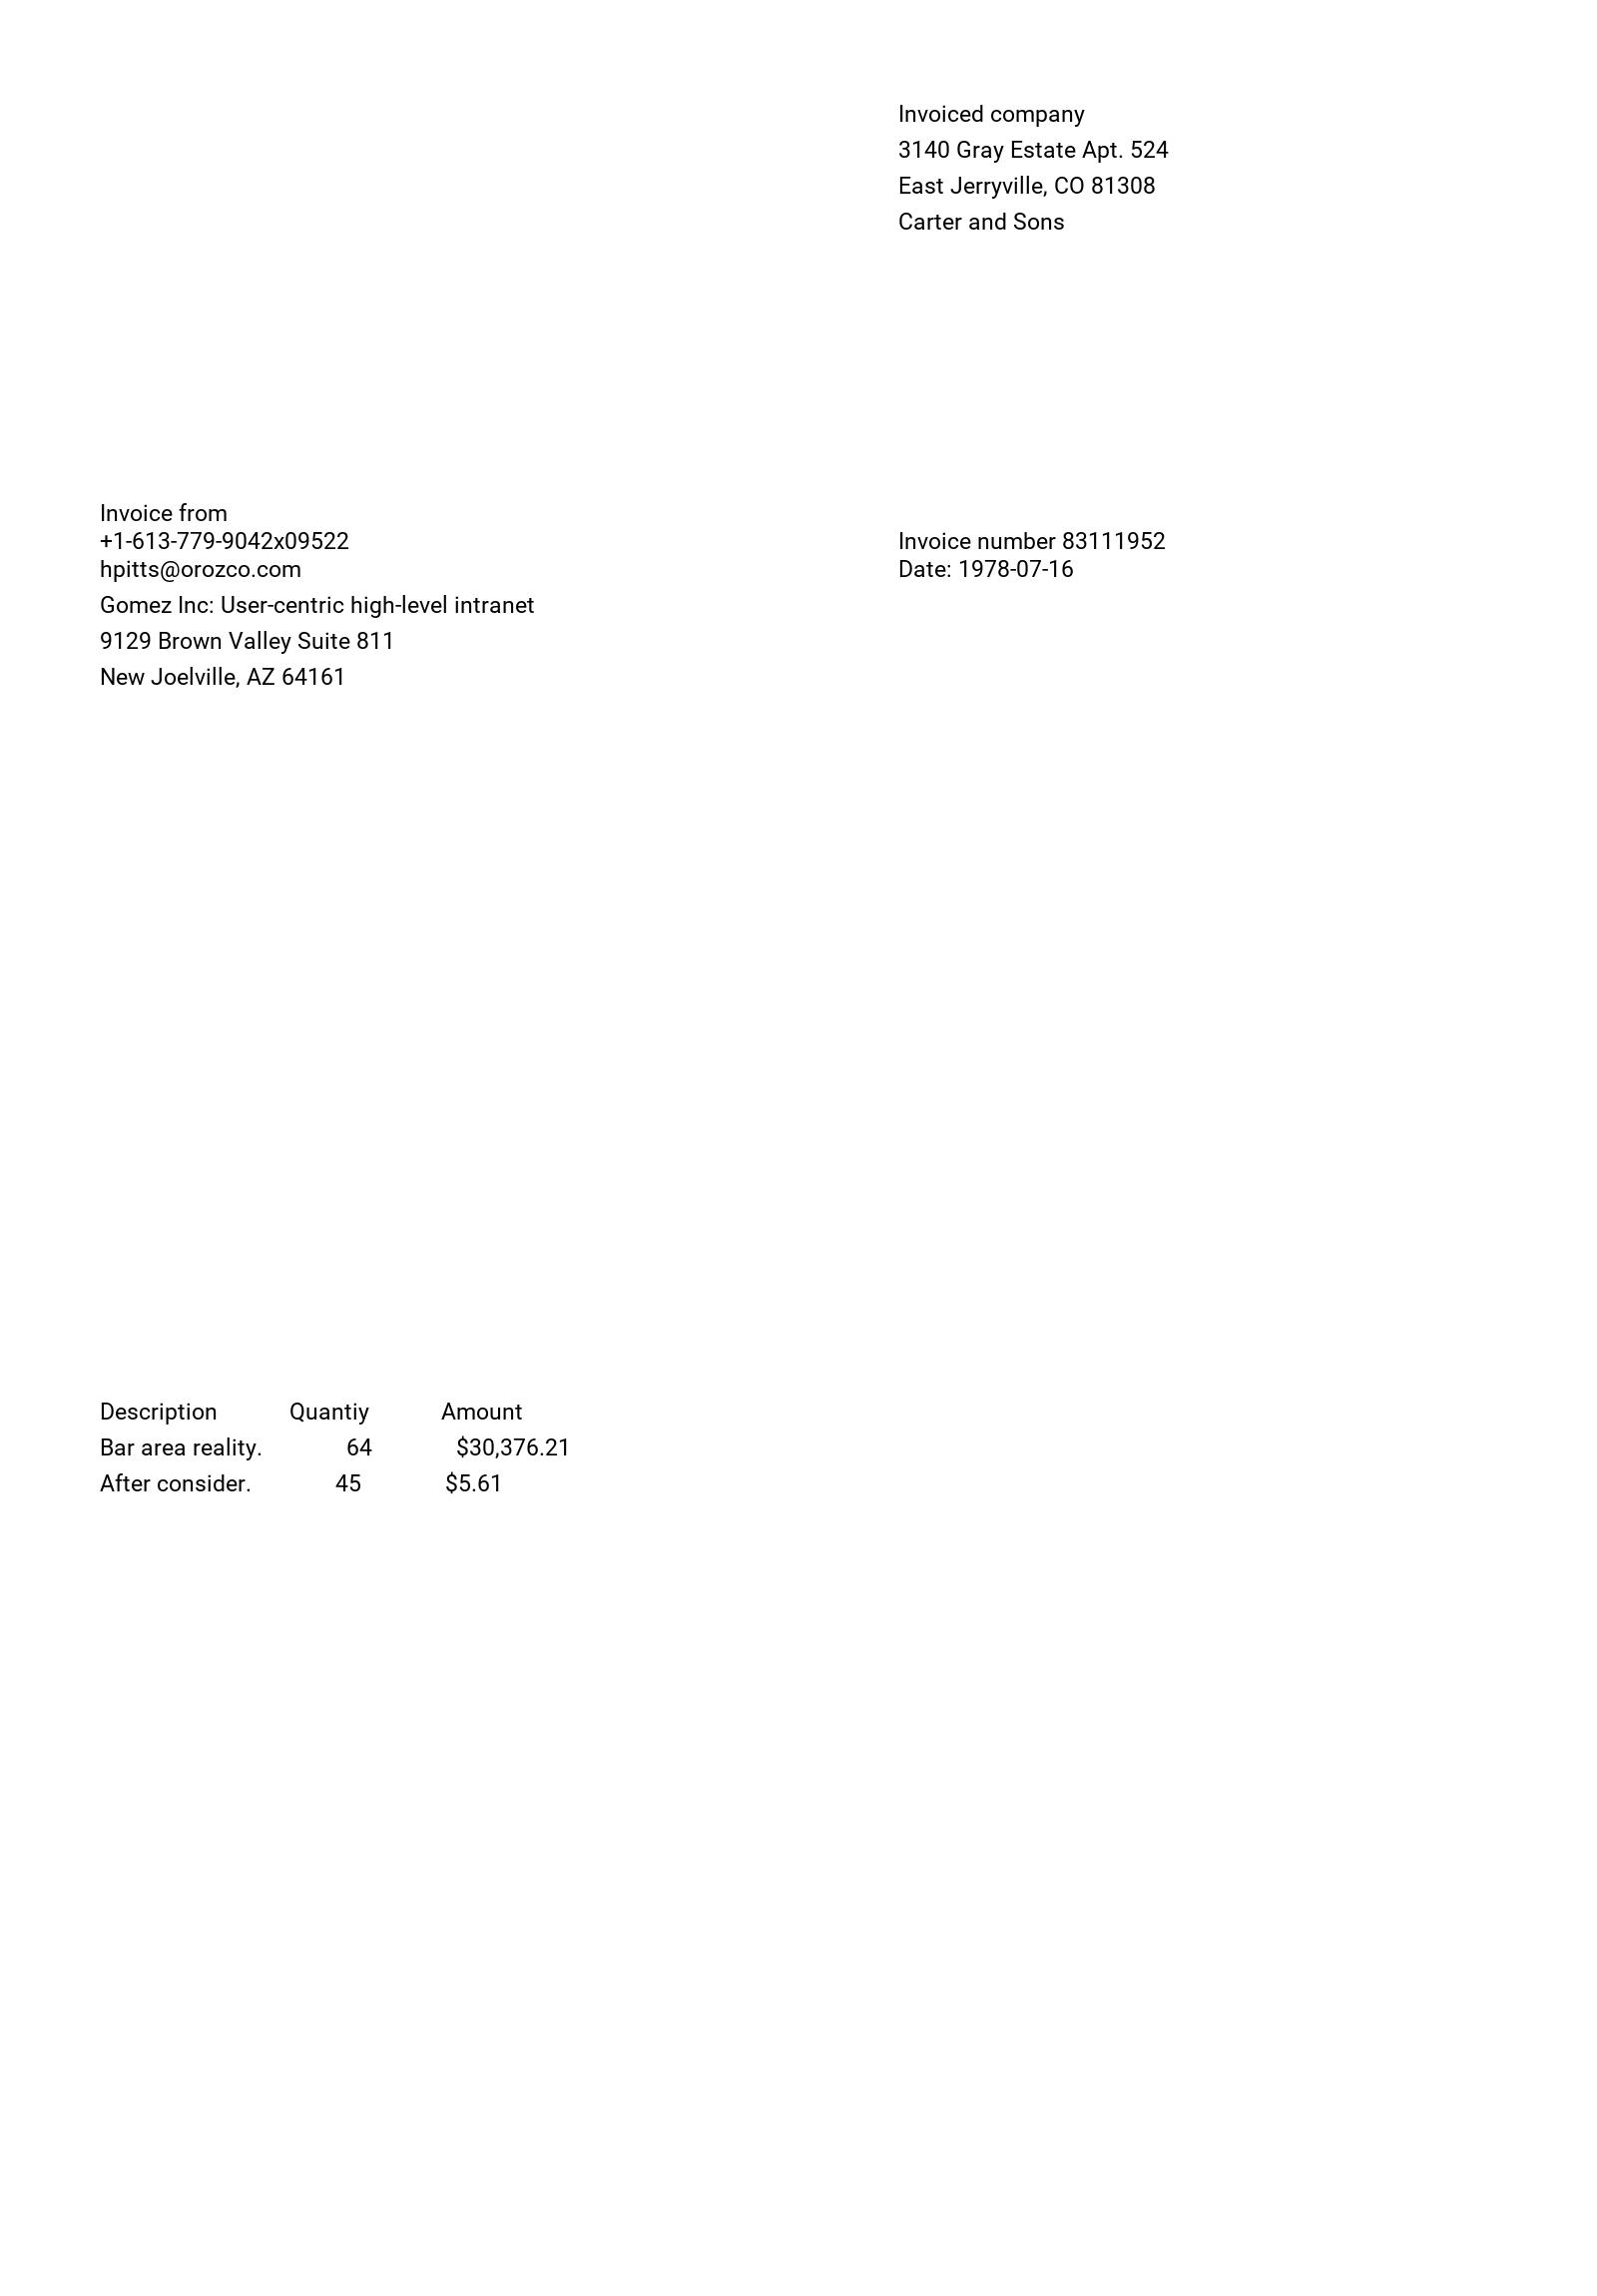 Invoiced company
3140 Gray Estate Apt. 524
East Jerryville, CO 81308
Carter and Sons
Invoice from
+1-613-779-9042x09522
hpitts@orozco.com
Gomez Inc: User-centric high-level intranet
9129 Brown Valley Suite 811
New Joelville, AZ 64161
Invoice number 83111952
Date: 1978-07-16
Description Quantiy Amount
Bar area reality. 64 $30,376.21
After consider. 45 $5.61